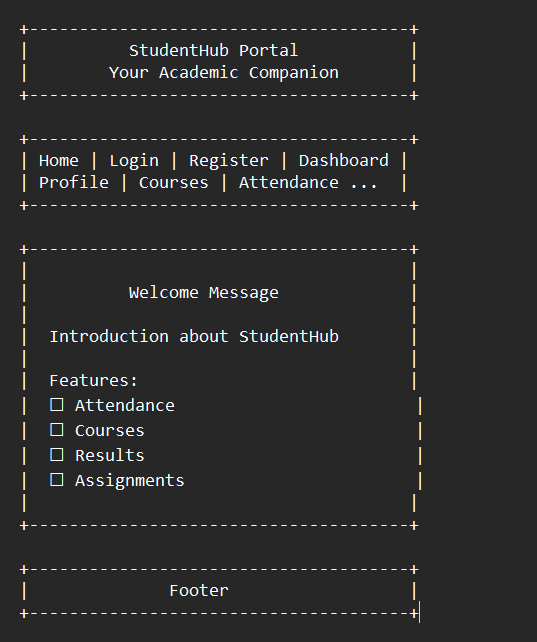 +--------------------------------------+
|          StudentHub Portal           |
|        Your Academic Companion       |
+--------------------------------------+

+--------------------------------------+
| Home | Login | Register | Dashboard |
| Profile | Courses | Attendance ...  |
+--------------------------------------+

+--------------------------------------+
|                                      |
|          Welcome Message             |
|                                      |
|  Introduction about StudentHub       |
|                                      |
|  Features:                           |
|  ☐ Attendance                        |
|  ☐ Courses                           |
|  ☐ Results                           |
|  ☐ Assignments                       |
|                                      |
+--------------------------------------+

+--------------------------------------+
|              Footer                  |
+--------------------------------------+